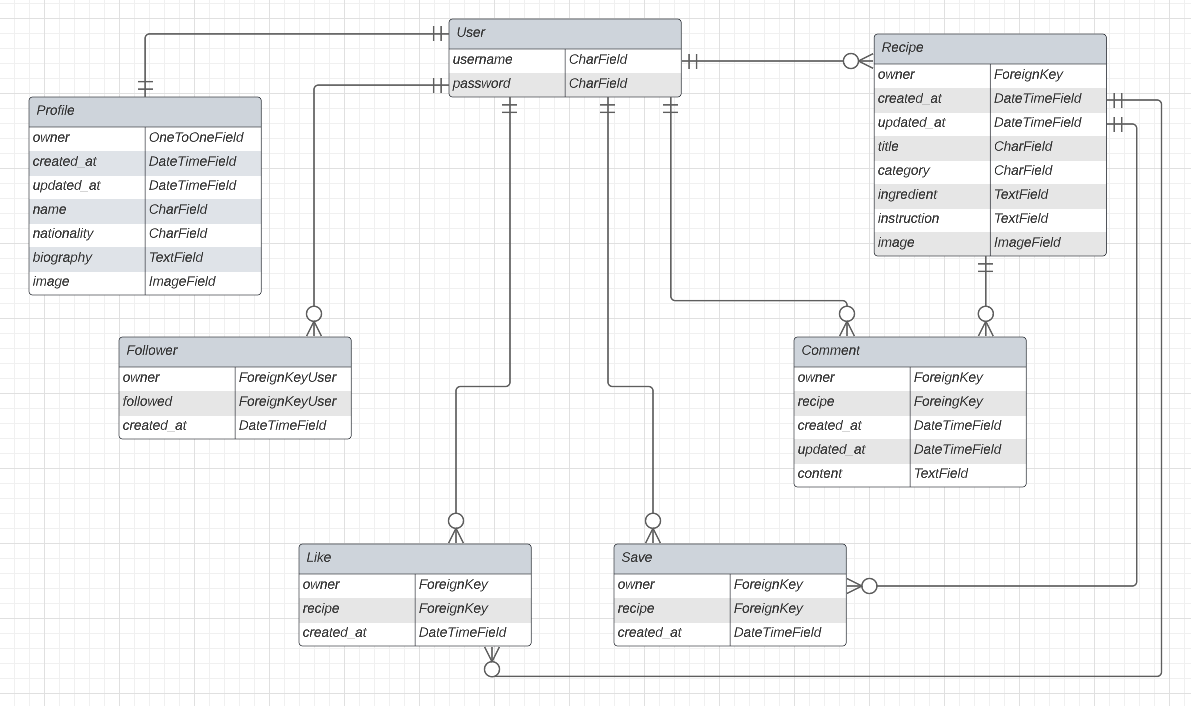 User
username CharField
password CharField
Recipe
owner ForeignKey
created_at DateTimeField
updated_at DateTimeField
title CharField
category CharField
ingredient TextField
instruction TextField
image ImageField
Profile
owner OneToOneField
created_at DateTimeField
updated_at DateTimeField
name CharField
nationality CharField
biography TextField
image ImageField
Follower
owner ForeignKeyUser
followed ForeignKeyUser
created_at DateTimeField
Comment
owner ForeignKey
recipe ForeingKey
created_at DateTimeField
updated_at DateTimeField
content TextField
Like
owner ForeignKey
recipe ForeignKey
created_at DateTimeField
Save
owner ForeignKey
recipe ForeignKey
created_at DateTimeField